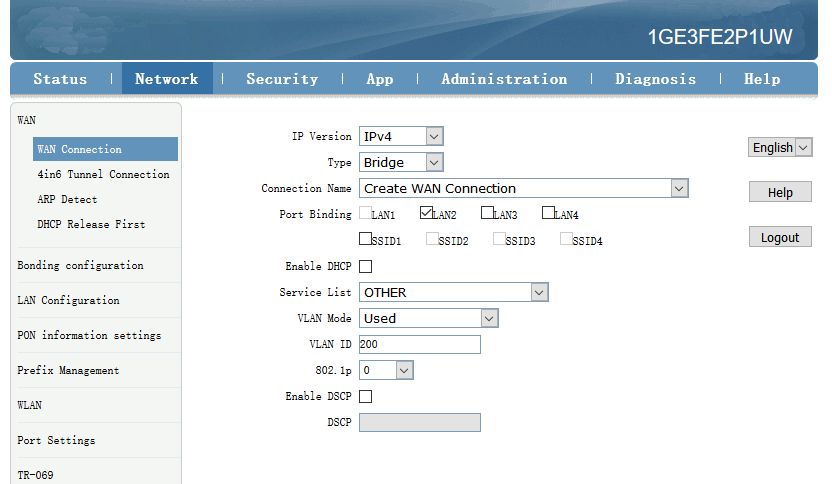 1GE3FE2P1UW
Status Network Security App Administration Diagnosis Help
WAN
WAN Connection
4in6 Tunnel Connection
ARP Detect
DHCP Release First
Bonding configuration
LAN Configuration
PON information settings
Prefix Management
WLAN
Port Settings
TR-069
IP Version IPv4
Type Bridge
Connection Name Create WAN Connection
Port Binding LAN1 LAN2 LAN3 LAN4
SSID1 SSID2 SSID3 SSID4
Enable DHCP
Service List OTHER
VLAN Mode Used
VLAN ID 200
802.1p 0
Enable DSCP
DSCP
English
Help
Logout